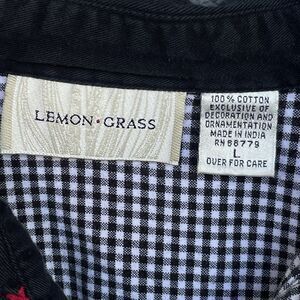 LEMON·GRASS
100% COTTON
EXCLUSIVE OF
DECORATION AND
ORNAMENTATION
MADE IN INDIA
RN 88779
L
OVER FOR CARE